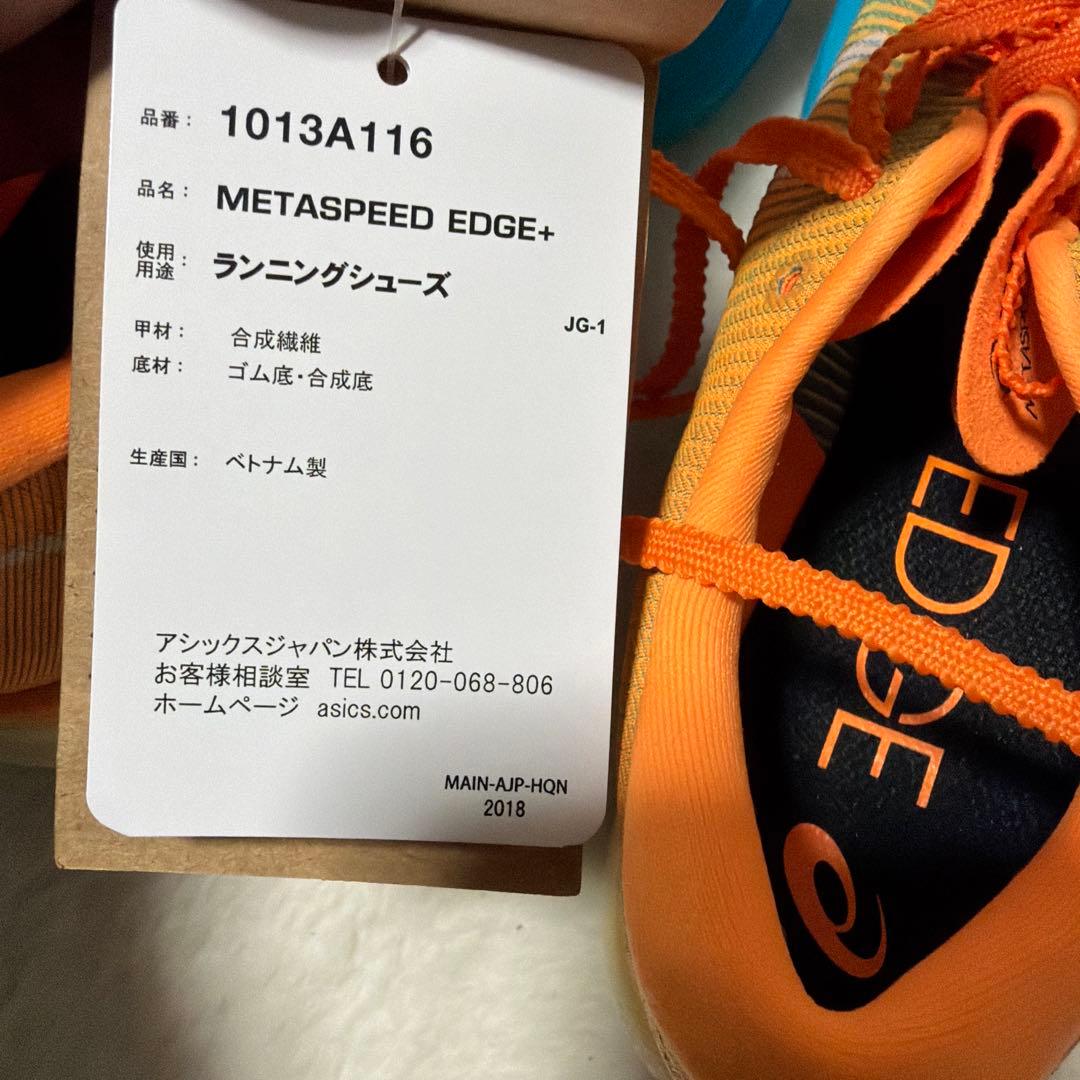 品番： 1013A116
品名： METASPEED EDGE+
使用用途： ランニングシューズ
JG-1
甲材： 合成繊維
底材： ゴム底・合成底
生産国： ベトナム製
アシックスジャパン株式会社
お客様相談室 TEL 0120-068-806
ホームページ asics.com
MAIN-AJP-HQN
2018
EDGE